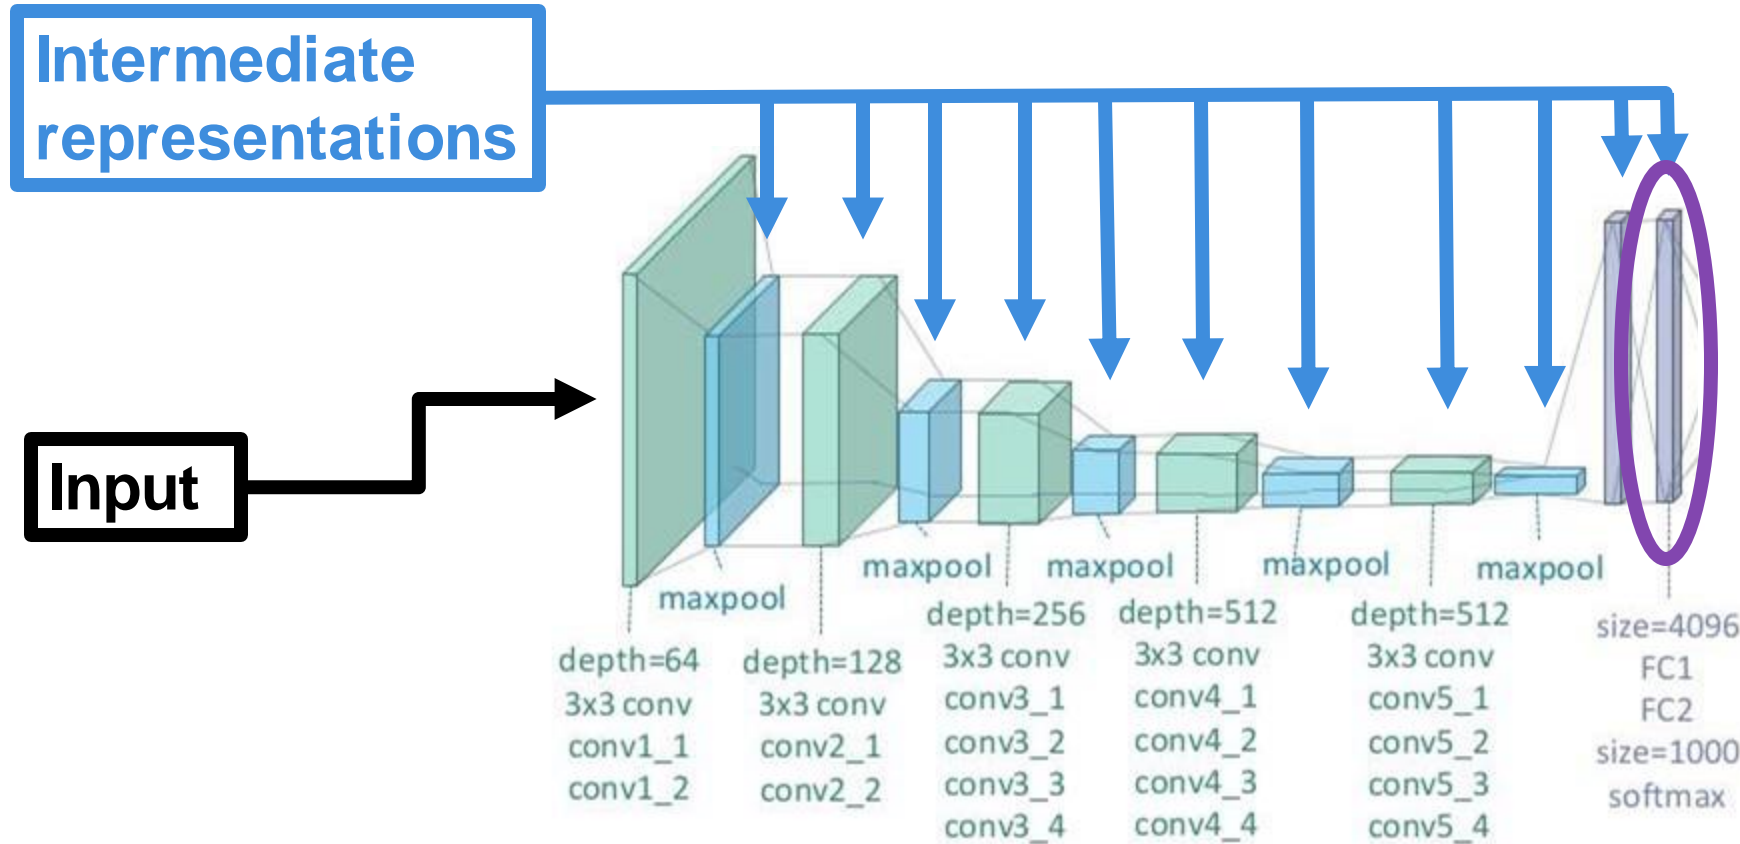 Intermediate
representations
Input
maxpool
maxpool
maxpool
maxpool
maxpool
depth=64
3x3 conv
conv1_1
conv1_2
depth=128
3x3 conv
conv2_1
conv2_2
depth=256
3x3 conv
conv3_1
conv3_2
conv3_3
conv3_4
depth=512
3x3 conv
conv4_1
conv4_2
conv4_3
conv4_4
depth=512
3x3 conv
conv5_1
conv5_2
conv5_3
conv5_4
size=4096
FC1
FC2
size=1000
softmax